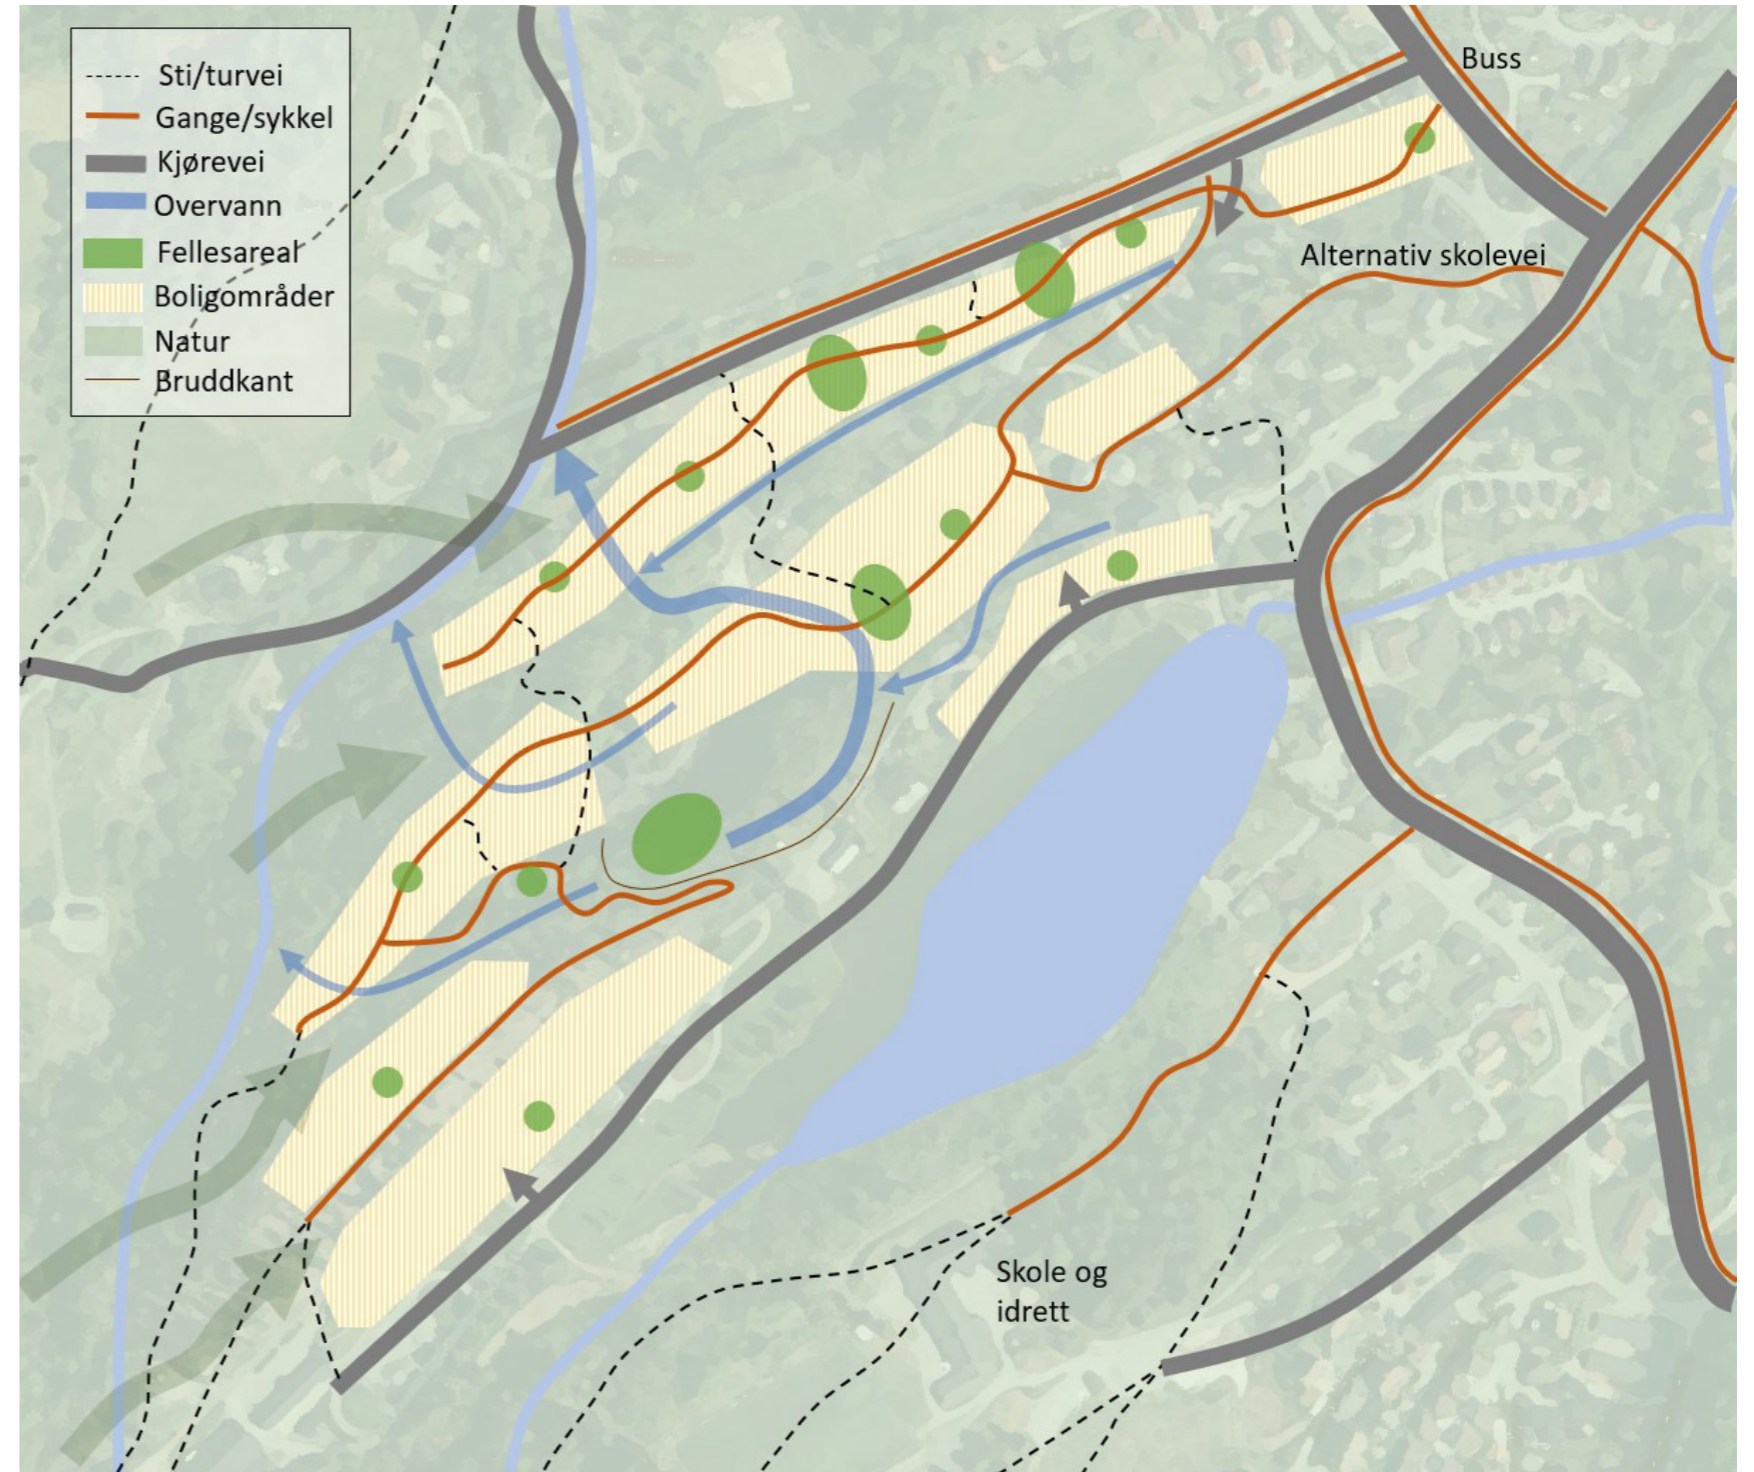 Sti/turvei
Gange/sykkel
Kjørevei
Overvann
Fellesareal
Boligområder
Natur
Bruddkant
Buss
Alternativ skolevei
Skole og
idrett